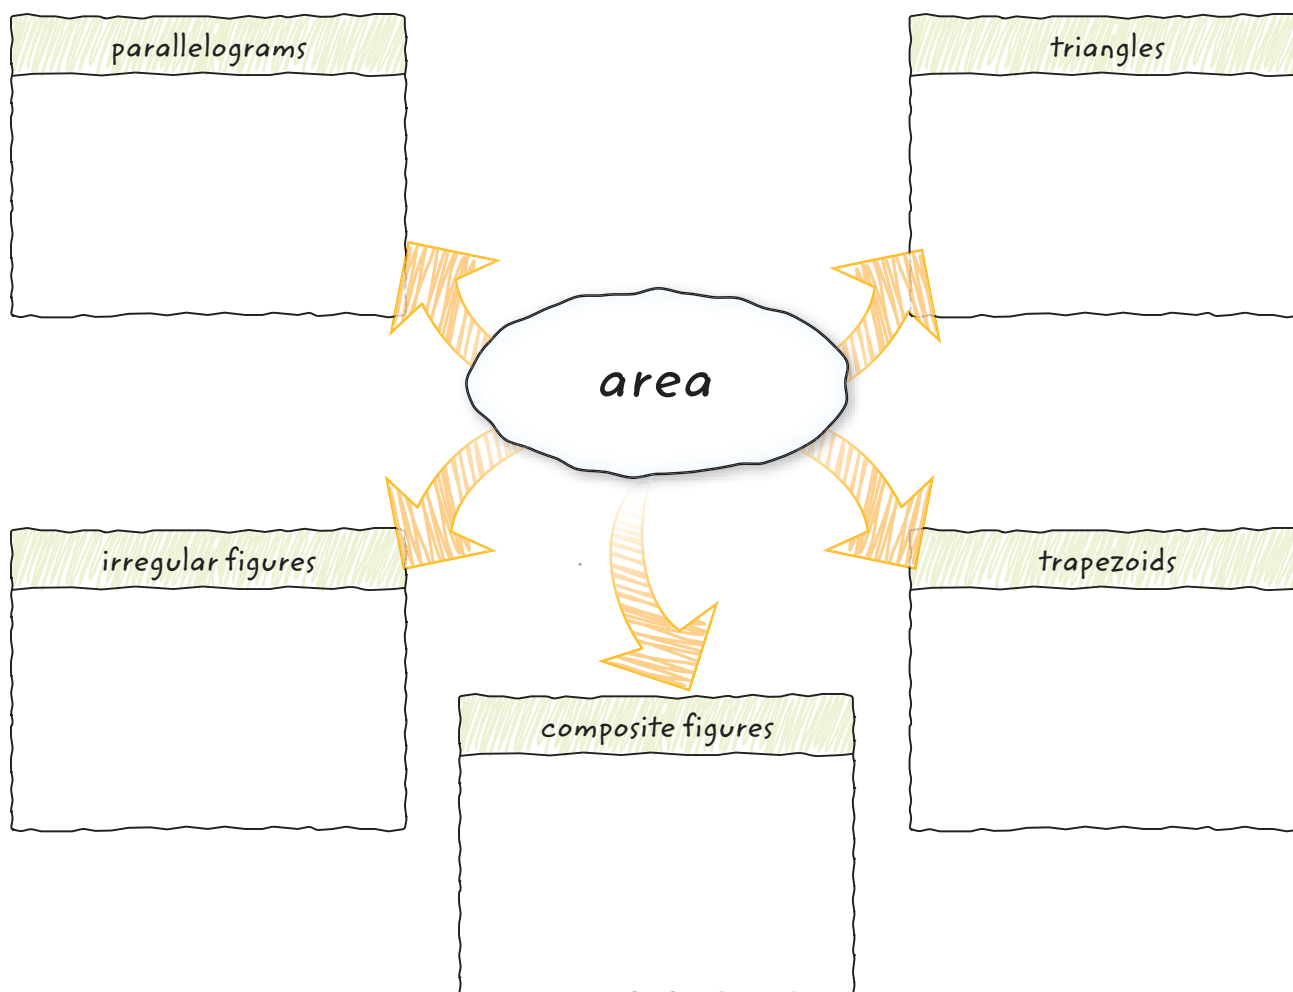 parallelograms
triangles
area
irregular figures
trapezoids
composite figures